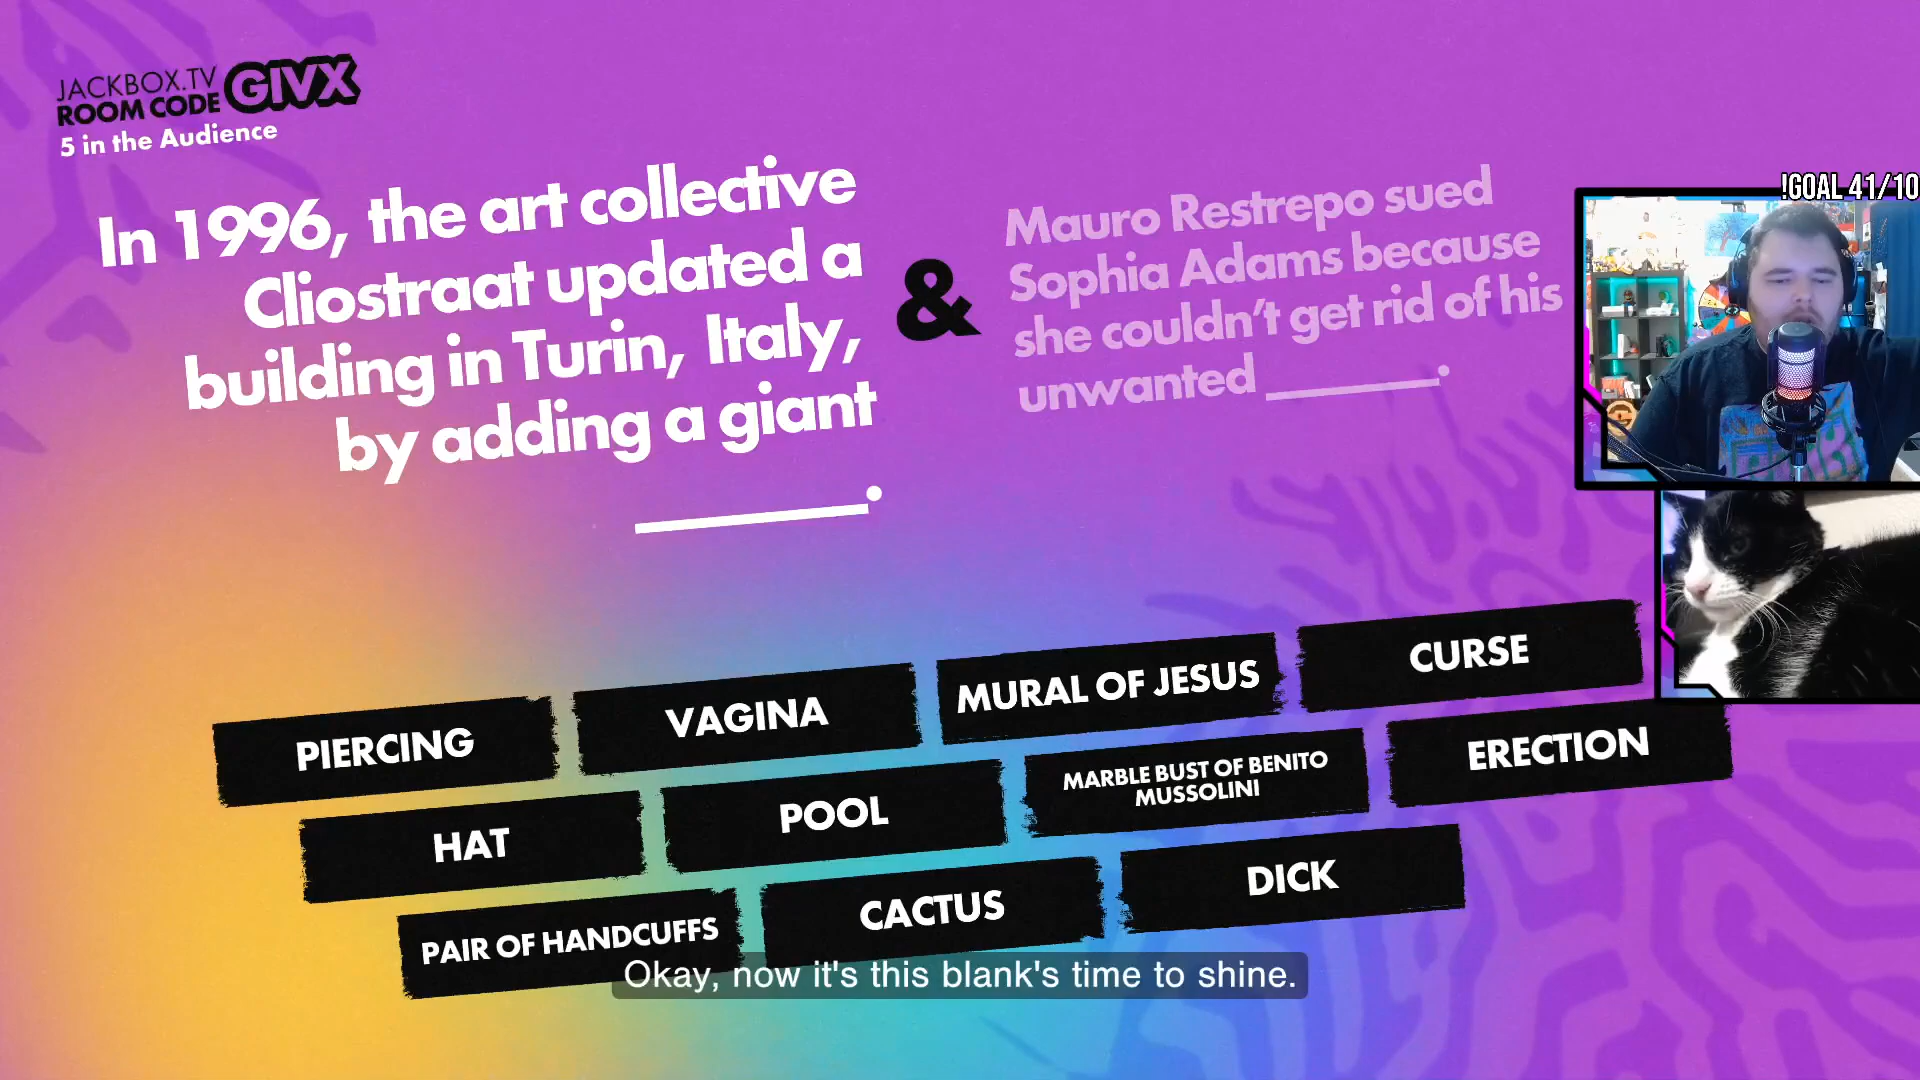 JACKBOX.TV
ROOM CODE GIVX
5 in the Audience
In 1996, the art collective
Cliostraat updated a
building in Turin, Italy,
by adding a giant
________.
&
Mauro Restrepo sued
Sophia Adams because
she couldn't get rid of his
unwanted ________.
!GOAL 41/10
PIERCING
VAGINA
MURAL OF JESUS
CURSE
HAT
POOL
MARBLE BUST OF BENITO
MUSSOLINI
ERECTION
PAIR OF HANDCUFFS
CACTUS
DICK
Okay, now it's this blank's time to shine.